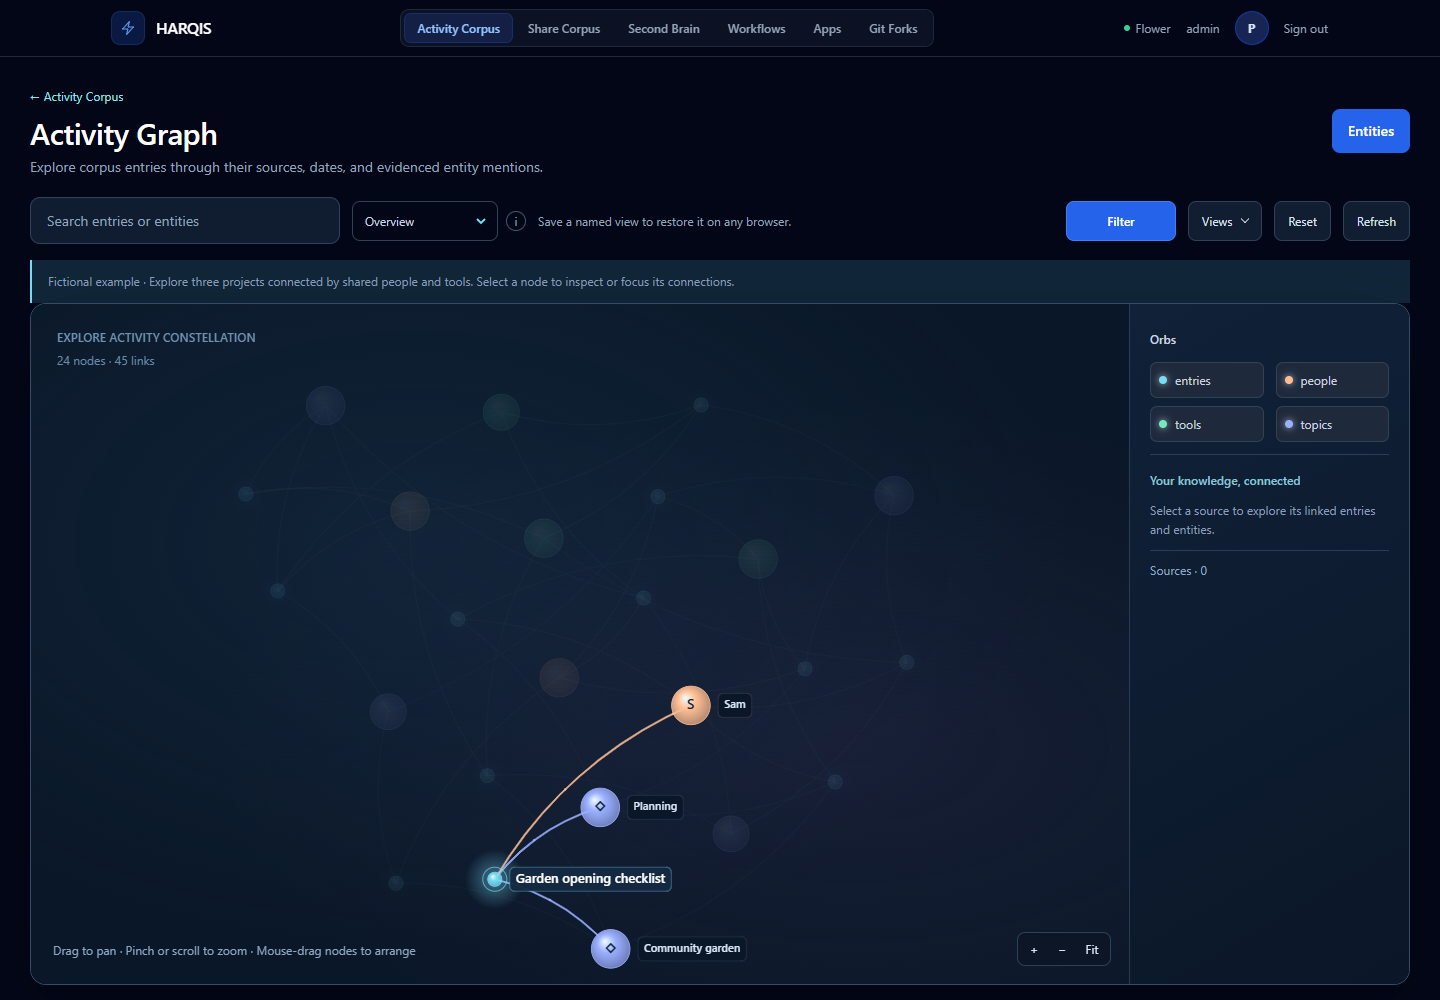 HARQIS
Activity Corpus
Share Corpus
Second Brain
Workflows
Apps
Git Forks
Flower
admin
P
Sign out
← Activity Corpus
Activity Graph
Explore corpus entries through their sources, dates, and evidenced entity mentions.
Entities
Search entries or entities
Overview
i
Save a named view to restore it on any browser.
Filter
Views
Reset
Refresh
Fictional example · Explore three projects connected by shared people and tools. Select a node to inspect or focus its connections.
EXPLORE ACTIVITY CONSTELLATION
24 nodes · 45 links
S
Sam
Planning
Garden opening checklist
Community garden
Drag to pan · Pinch or scroll to zoom · Mouse-drag nodes to arrange
+
−
Fit
Orbs
entries
people
tools
topics
Your knowledge, connected
Select a source to explore its linked entries
and entities.
Sources · 0